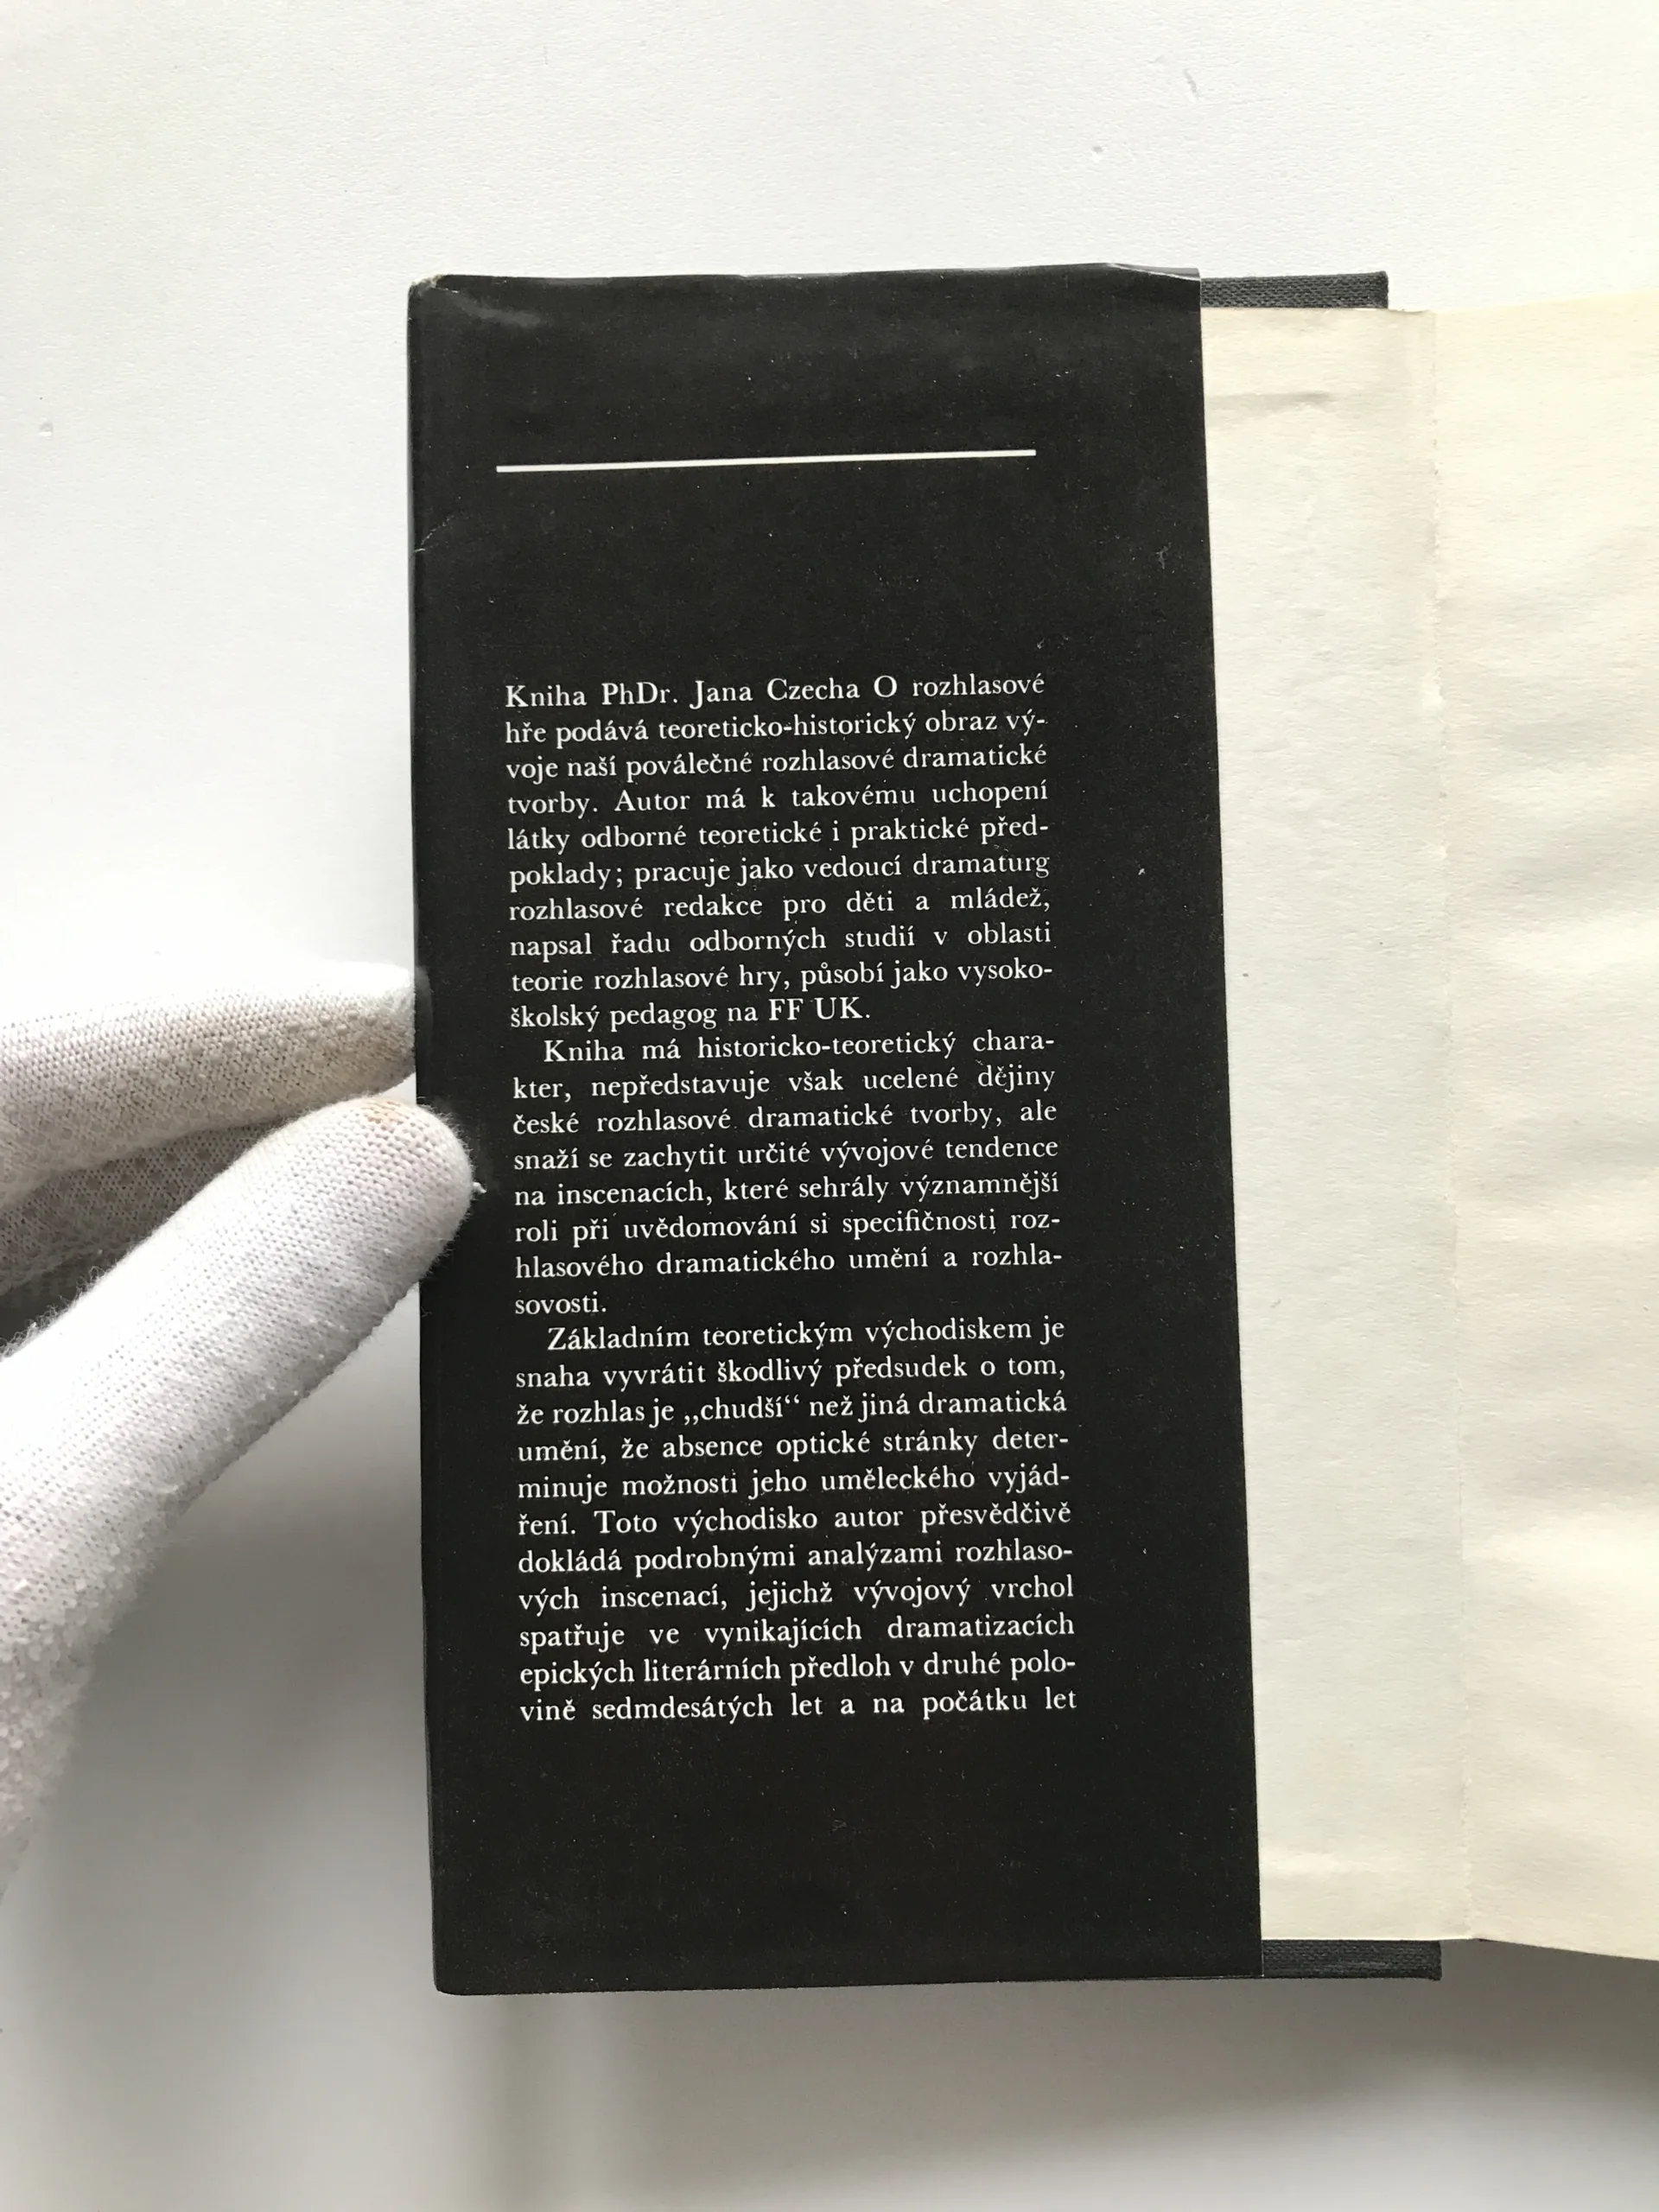 Kniha PhDr. Jana Czecha O rozhlasové
hře podává teoreticko-historický obraz vý-
voje naší poválečné rozhlasové dramatické
tvorby. Autor má k takovému uchopení
látky odborné teoretické i praktické před-
poklady; pracuje jako vedoucí dramaturg
rozhlasové redakce pro děti a mládež,
napsal řadu odborných studií v oblasti
teorie rozhlasové hry, působí jako vysoko-
školský pedagog na FF UK.
Kniha má historicko-teoretický chara-
kter, nepředstavuje však ucelené dějiny
české rozhlasové dramatické tvorby, ale
snaží se zachytit určité vývojové tendence
na inscenacích, které sehrály významnější
roli při uvědomování si specifičnosti roz-
hlasového dramatického umění a rozhla-
sovosti.
Základním teoretickým východiskem je
snaha vyvrátit škodlivý předsudek o tom,
že rozhlas je „chudší“ než jiná dramatická
umění, že absence optické stránky deter-
minuje možnosti jeho uměleckého vyjád-
ření. Toto východisko autor přesvědčivě
dokládá podrobnými analýzami rozhlaso-
vých inscenací, jejichž vývojový vrchol
spatřuje ve vynikajících dramatizacích
epických literárních předloh v druhé polo-
vině sedmdesátých let a na počátku let